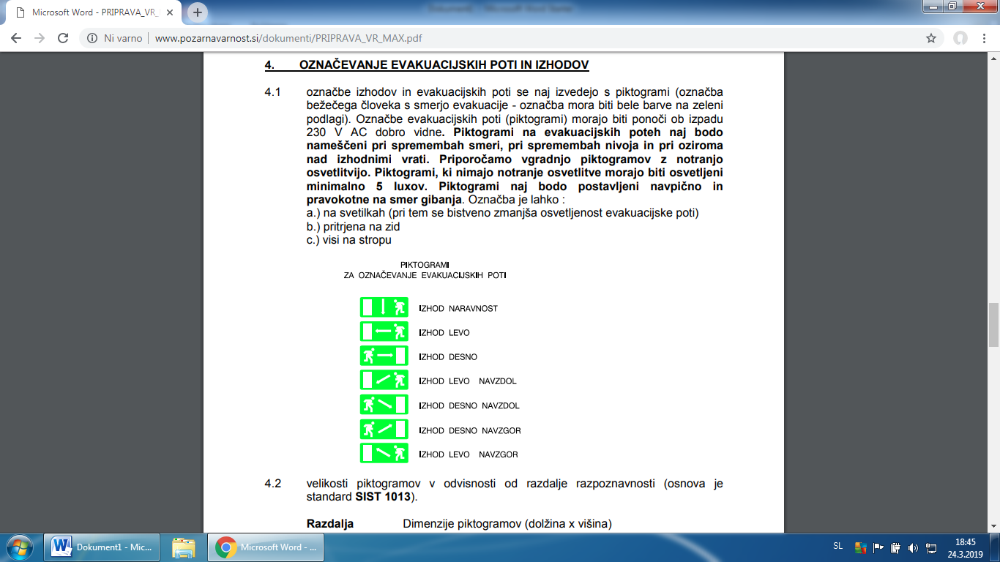 Dokument1 - Microsoft Word Starter
Microsoft Word - PRIPRAVA_VR_
Ni varno
www.pozarnavarnost.si/dokumenti/PRIPRAVA_VR_MAX.pdf
4. OZNAČEVANJE EVAKUACIJSKIH POTI IN IZHODOV
4.1 označbe izhodov in evakuacijskih poti se naj izvedejo s piktogrami (označba
bežečega človeka s smerjo evakuacije - označba mora biti bele barve na zeleni
podlagi). Označbe evakuacijskih poti (piktogrami) morajo biti ponoči ob izpadu
230 V AC dobro vidne. Piktogrami na evakuacijskih poteh naj bodo
nameščeni pri spremembah smeri, pri spremembah nivoja in pri oziroma
nad izhodnimi vrati. Priporočamo vgradnjo piktogramov z notranjo
osvetlitvijo. Piktogrami, ki nimajo notranje osvetlitve morajo biti osvetljeni
minimalno 5 luxov. Piktogrami naj bodo postavljeni navpično in
pravokotne na smer gibanja. Označba je lahko :
a.) na svetilkah (pri tem se bistveno zmanjša osvetljenost evakuacijske poti)
b.) pritrjena na zid
c.) visi na stropu
PIKTOGRAMI
ZA OZNAČEVANJE EVAKUACIJSKIH POTI
IZHOD NARAVNOST
IZHOD LEVO
IZHOD DESNO
IZHOD LEVO NAVZDOL
IZHOD DESNO NAVZDOL
IZHOD DESNO NAVZGOR
IZHOD LEVO NAVZGOR
4.2 velikosti piktogramov v odvisnosti od razdalje razpoznavnosti (osnova je
standard SIST 1013).
Razdalja Dimenzije piktogramov (dolžina x višina)
Dokument1 - Mic...
Microsoft Word - ...
SL
18:45
24.3.2019